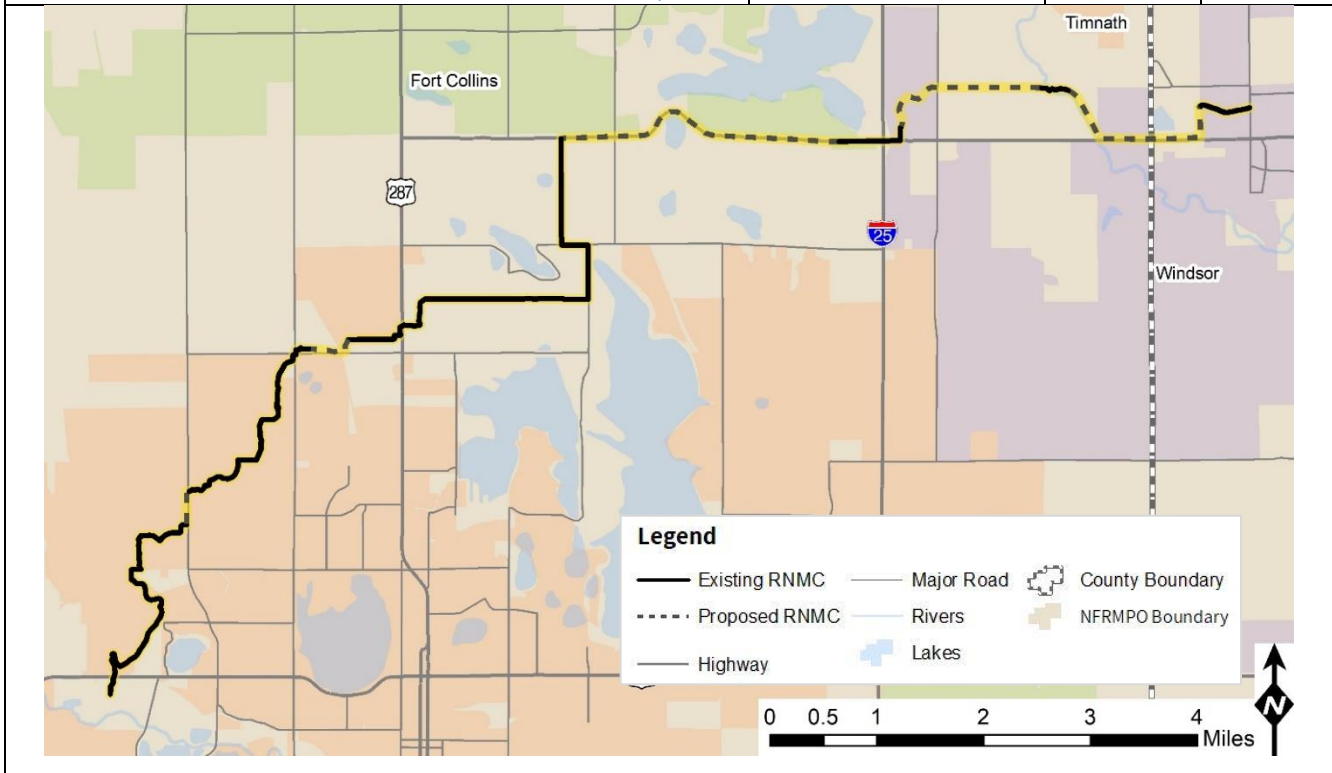 Timnath
Fort Collins
287
25
Windsor
Legend
Existing RNMC
Major Road
County Boundary
Proposed RNMC
Rivers
NFRMPO Boundary
Highway
Lakes
N
0 0.5 1 2 3 4
Miles